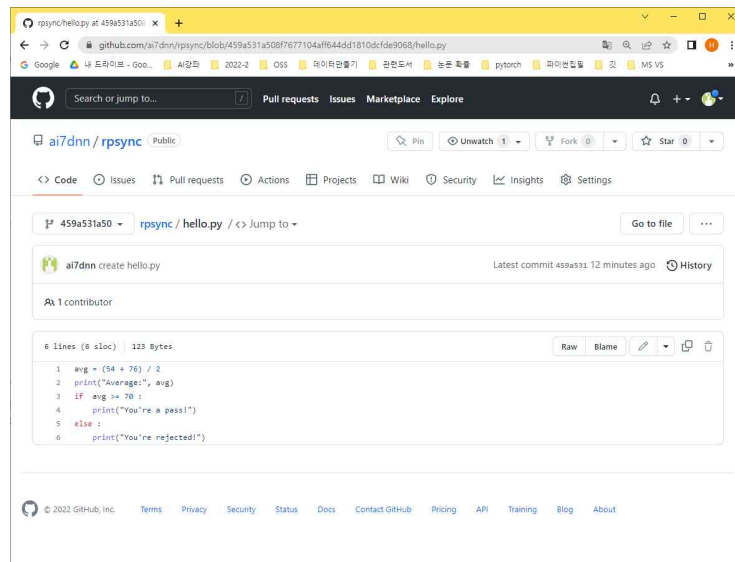 rpsync/hello.py at 459a531a508
github.com/ai7dnn/rpsync/blob/459a531a508f7677104aff644dd1810dcfde9068/hello.py
Google 내 드라이브 - Goo... AI강좌 2022-2 OSS 데이터만들기 관련도서 논문 확률 pytorch 파이썬집필 깃 MS VS »
Search or jump to... / Pull requests Issues Marketplace Explore
ai7dnn / rpsync Public Pin Unwatch 1 Fork 0 Star 0
<> Code Issues Pull requests Actions Projects Wiki Security Insights Settings
459a531a50 rpsync / hello.py / <> Jump to Go to file ...
ai7dnn create hello.py Latest commit 459a531 12 minutes ago History
1 contributor
6 lines (6 sloc) 123 Bytes Raw Blame
1 avg = (54 + 76) / 2
2 print("Average:", avg)
3 if avg >= 70 :
4 print("You're a pass!")
5 else :
6 print("You're rejected!")
© 2022 GitHub, Inc. Terms Privacy Security Status Docs Contact GitHub Pricing API Training Blog About